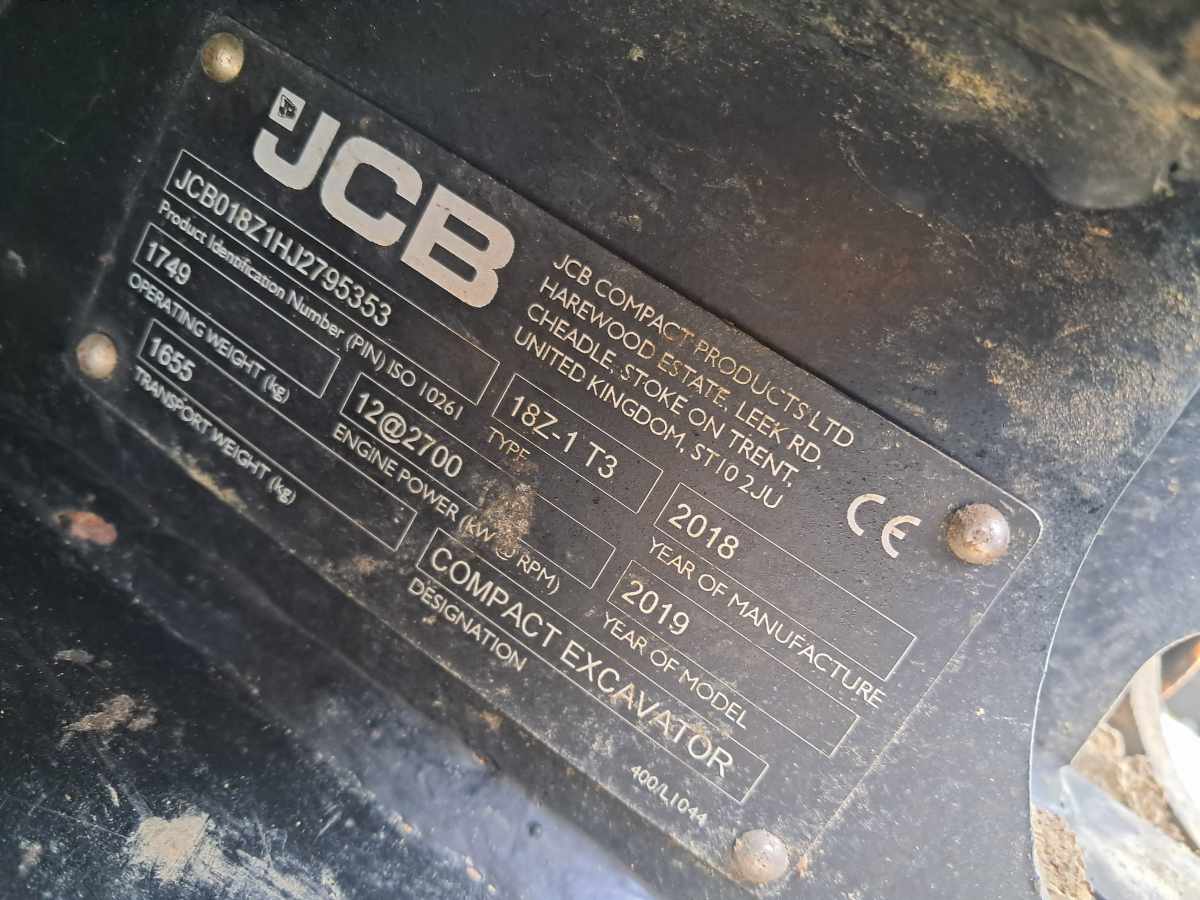 JCB
JCB COMPACT PRODUCTS LTD
HAREWOOD ESTATE, LEEK RD,
CHEADLE, STOKE ON TRENT,
UNITED KINGDOM, ST10 2JU
CE
JCB018Z1HJ2795353
Product Identification Number (PIN) ISO 10261
18Z-1 T3
TYPE
2018
YEAR OF MANUFACTURE
1749
OPERATING WEIGHT (kg)
12@2700
ENGINE POWER (kW @ RPM)
2019
YEAR OF MODEL
1655
TRANSPORT WEIGHT (kg)
COMPACT EXCAVATOR
DESIGNATION
400/L1044